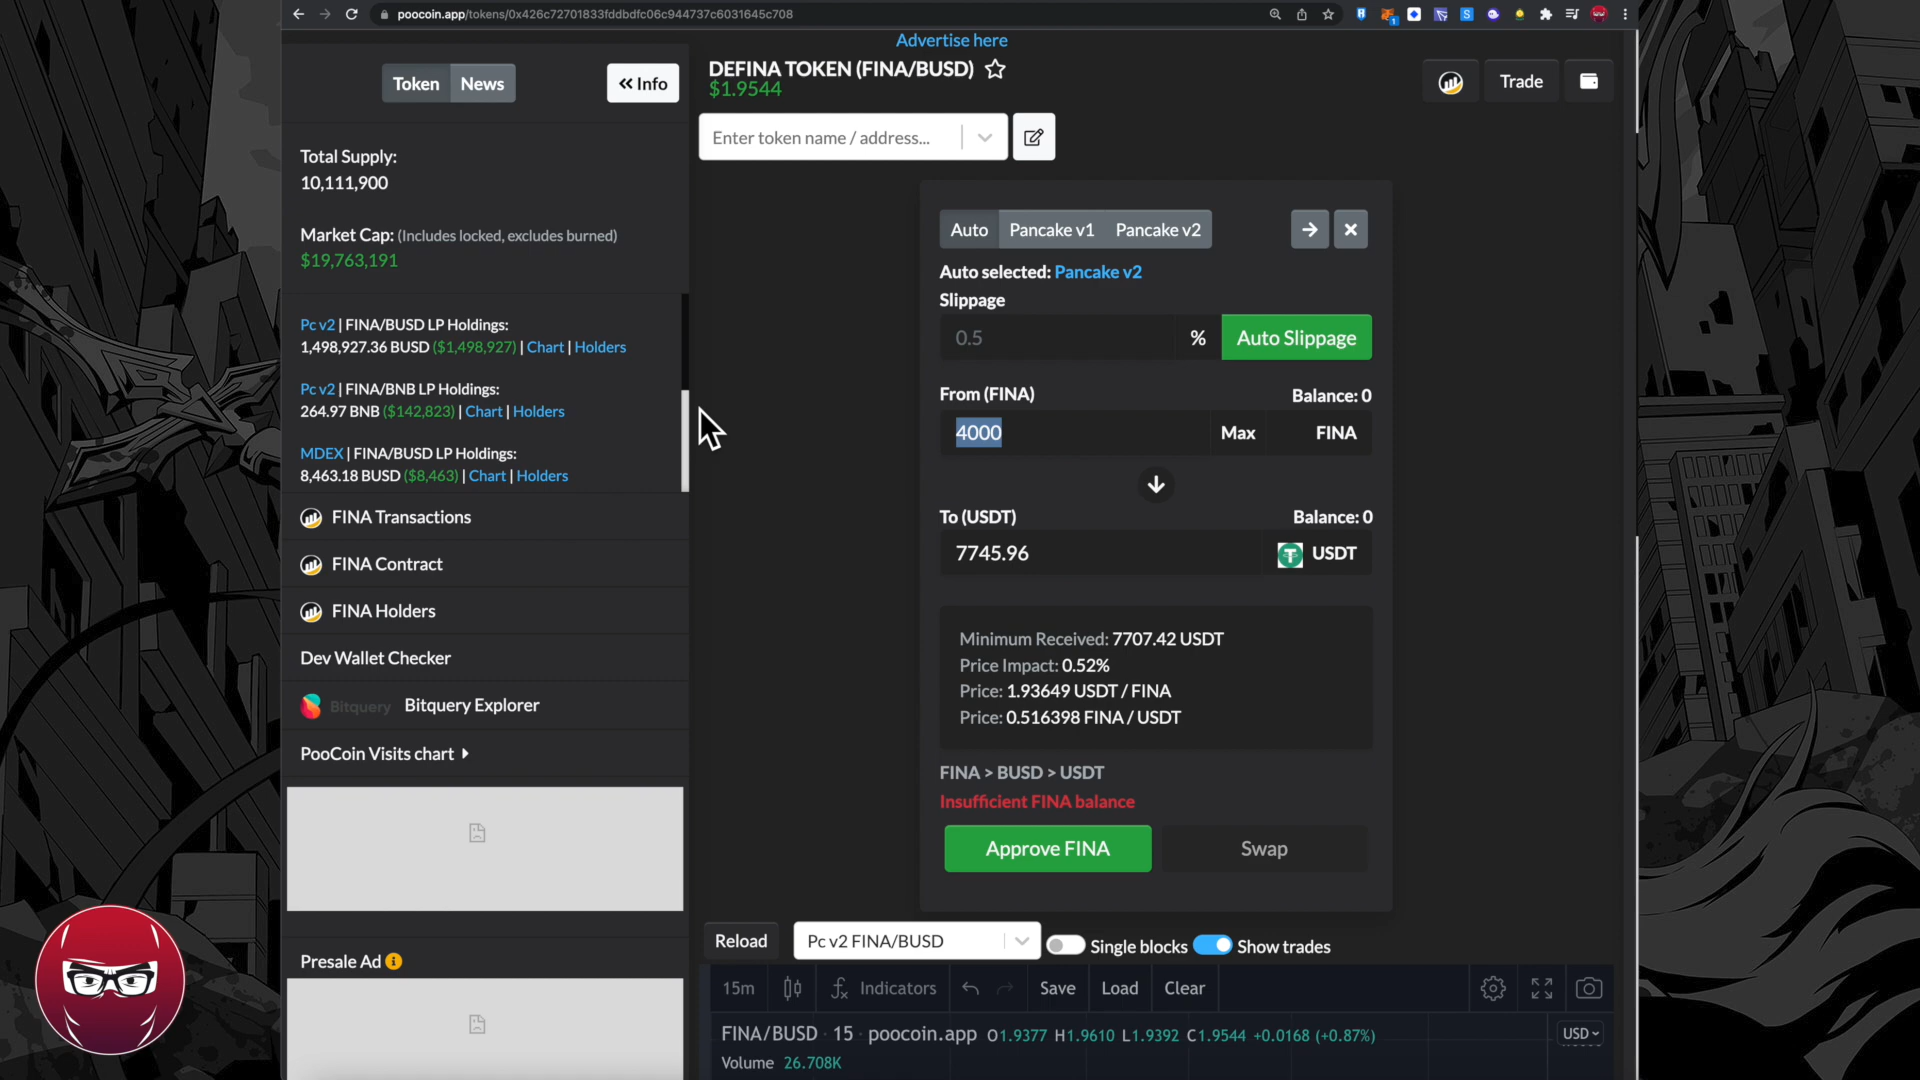 poocoin.app/tokens/0x426c72701833fddbdfc06c944737c6031645c708
Advertise here
Token
News
Info
DEFINA TOKEN (FINA/BUSD)
$1.9544
Trade
Enter token name / address...
Total Supply:
10,111,900
Market Cap: (Includes locked, excludes burned)
$19,763,191
Pc v2 | FINA/BUSD LP Holdings:
1,498,927.36 BUSD ($1,498,927) | Chart | Holders
Pc v2 | FINA/BNB LP Holdings:
264.97 BNB ($142,823) | Chart | Holders
MDEX | FINA/BUSD LP Holdings:
8,463.18 BUSD ($8,463) | Chart | Holders
FINA Transactions
FINA Contract
FINA Holders
Dev Wallet Checker
Bitquery
Bitquery Explorer
PooCoin Visits chart
Presale Ad
Auto
Pancake v1
Pancake v2
Auto selected: Pancake v2
Slippage
0.5
%
Auto Slippage
From (FINA)
Balance: 0
4000
Max
FINA
To (USDT)
Balance: 0
7745.96
USDT
Minimum Received: 7707.42 USDT
Price Impact: 0.52%
Price: 1.93649 USDT / FINA
Price: 0.516398 FINA / USDT
FINA > BUSD > USDT
Insufficient FINA balance
Approve FINA
Swap
Reload
Pc v2 FINA/BUSD
Single blocks
Show trades
15m
Indicators
Save
Load
Clear
FINA/BUSD · 15 · poocoin.app O1.9377 H1.9610 L1.9392 C1.9544 +0.0168 (+0.87%)
USD
Volume 26.708K